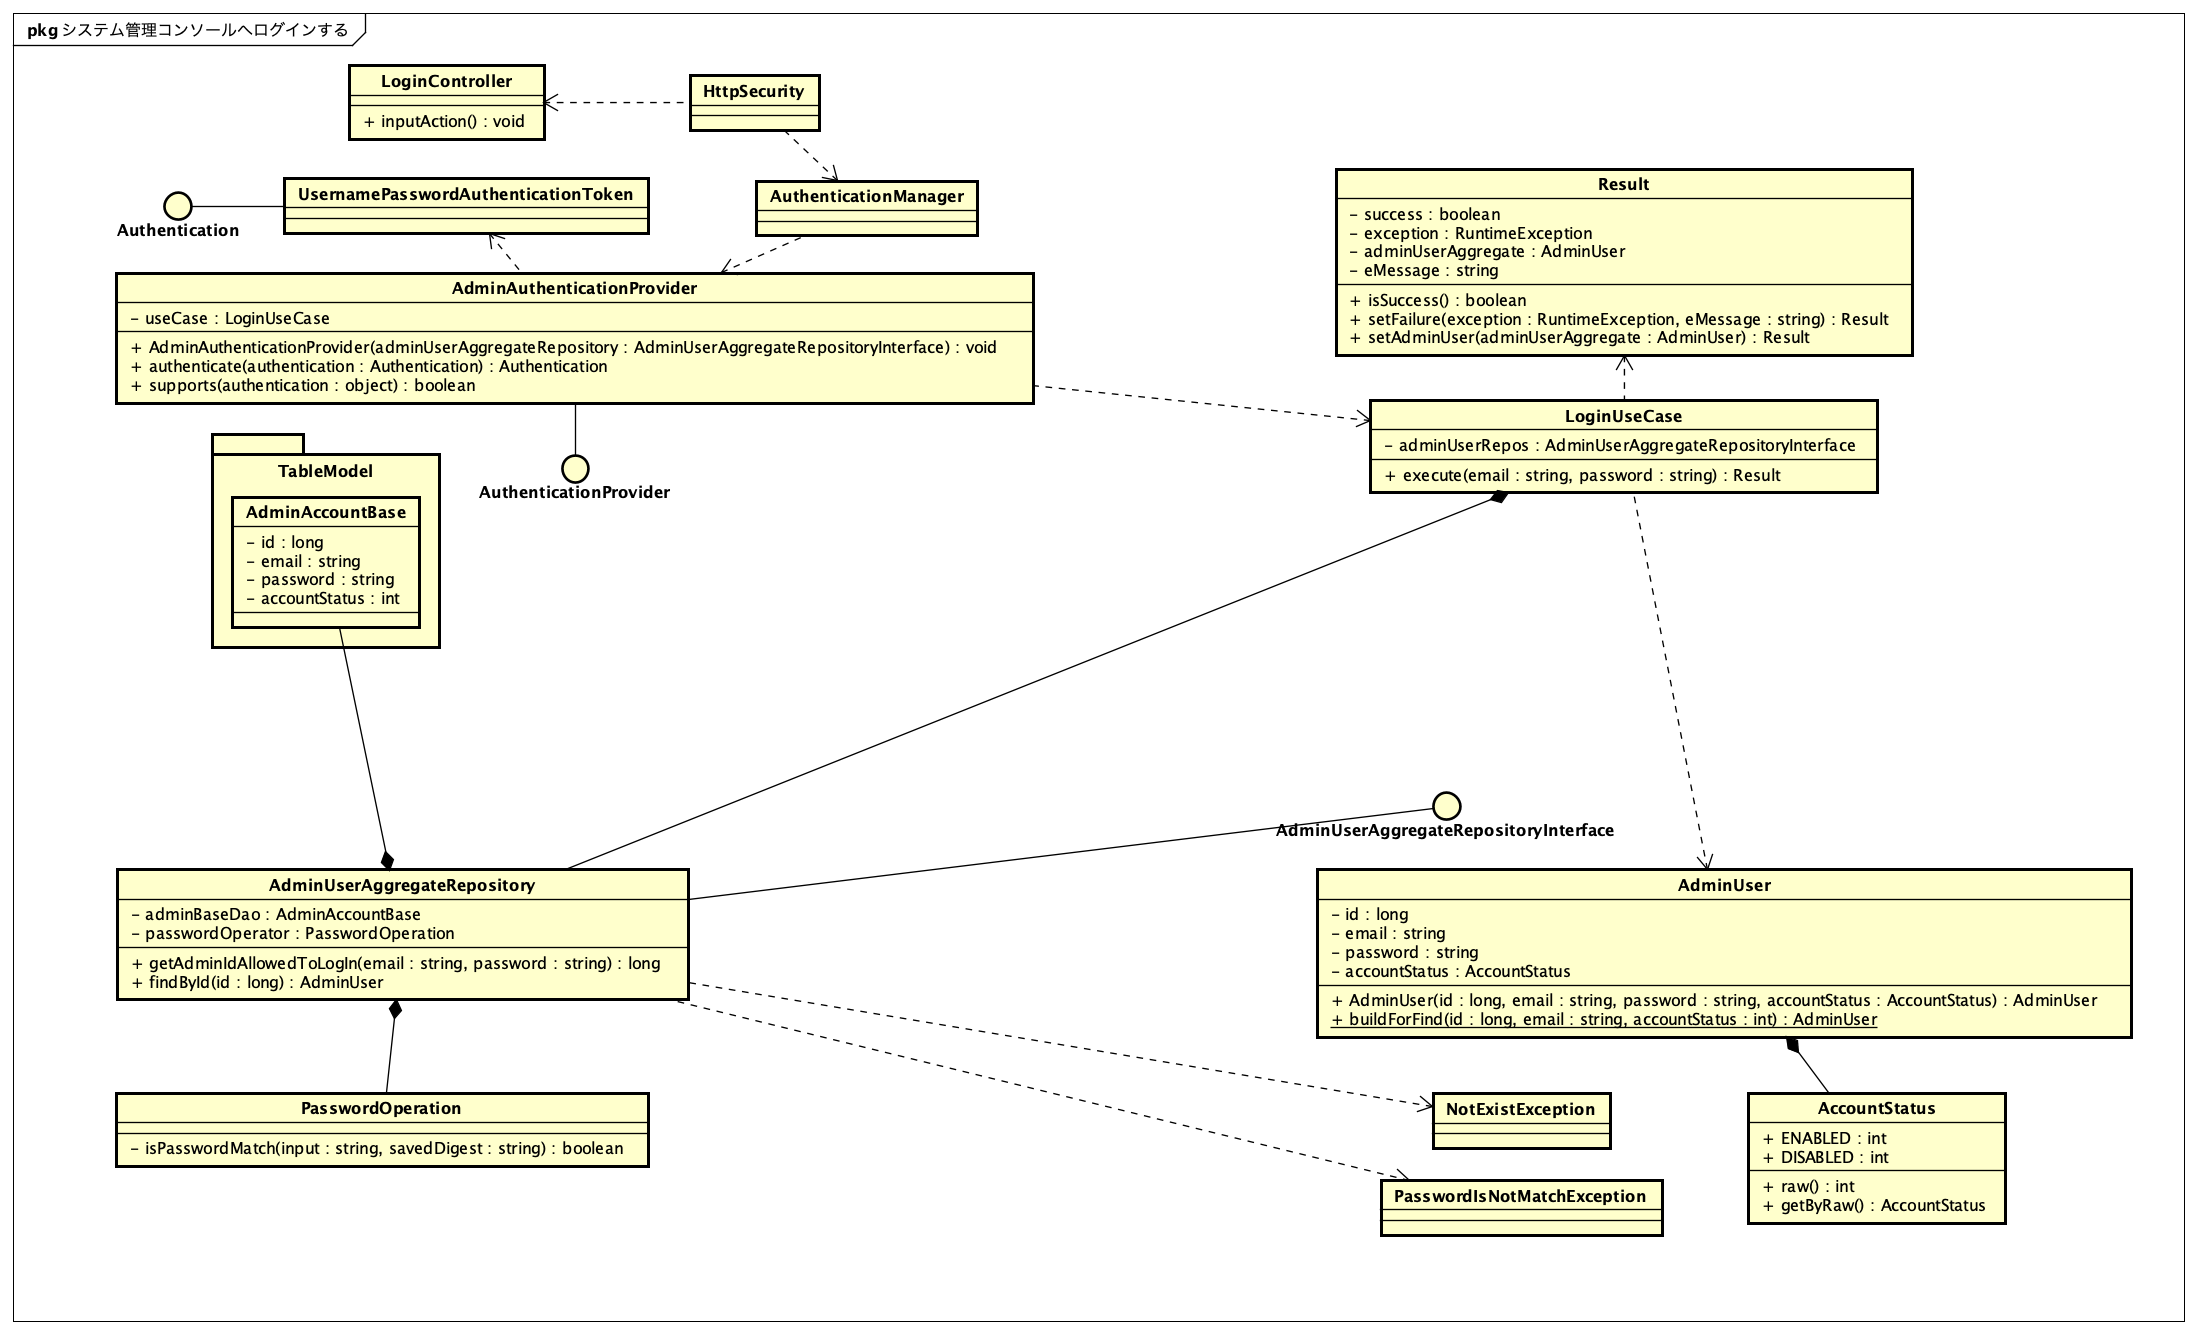 pkg システム管理コンソールへログインする
LoginController
+ inputAction() : void
HttpSecurity
Authentication
UsernamePasswordAuthenticationToken
AuthenticationManager
Result
- success : boolean
- exception : RuntimeException
- adminUserAggregate : AdminUser
- eMessage : string
+ isSuccess() : boolean
+ setFailure(exception : RuntimeException, eMessage : string) : Result
+ setAdminUser(adminUserAggregate : AdminUser) : Result
AdminAuthenticationProvider
- useCase : LoginUseCase
+ AdminAuthenticationProvider(adminUserAggregateRepository : AdminUserAggregateRepositoryInterface) : void
+ authenticate(authentication : Authentication) : Authentication
+ supports(authentication : object) : boolean
AuthenticationProvider
LoginUseCase
- adminUserRepos : AdminUserAggregateRepositoryInterface
+ execute(email : string, password : string) : Result
TableModel
AdminAccountBase
- id : long
- email : string
- password : string
- accountStatus : int
AdminUserAggregateRepositoryInterface
AdminUserAggregateRepository
- adminBaseDao : AdminAccountBase
- passwordOperator : PasswordOperation
+ getAdminIdAllowedToLogIn(email : string, password : string) : long
+ findById(id : long) : AdminUser
AdminUser
- id : long
- email : string
- password : string
- accountStatus : AccountStatus
+ AdminUser(id : long, email : string, password : string, accountStatus : AccountStatus) : AdminUser
+ buildForFind(id : long, email : string, accountStatus : int) : AdminUser
PasswordOperation
- isPasswordMatch(input : string, savedDigest : string) : boolean
NotExistException
PasswordIsNotMatchException
AccountStatus
+ ENABLED : int
+ DISABLED : int
+ raw() : int
+ getByRaw() : AccountStatus